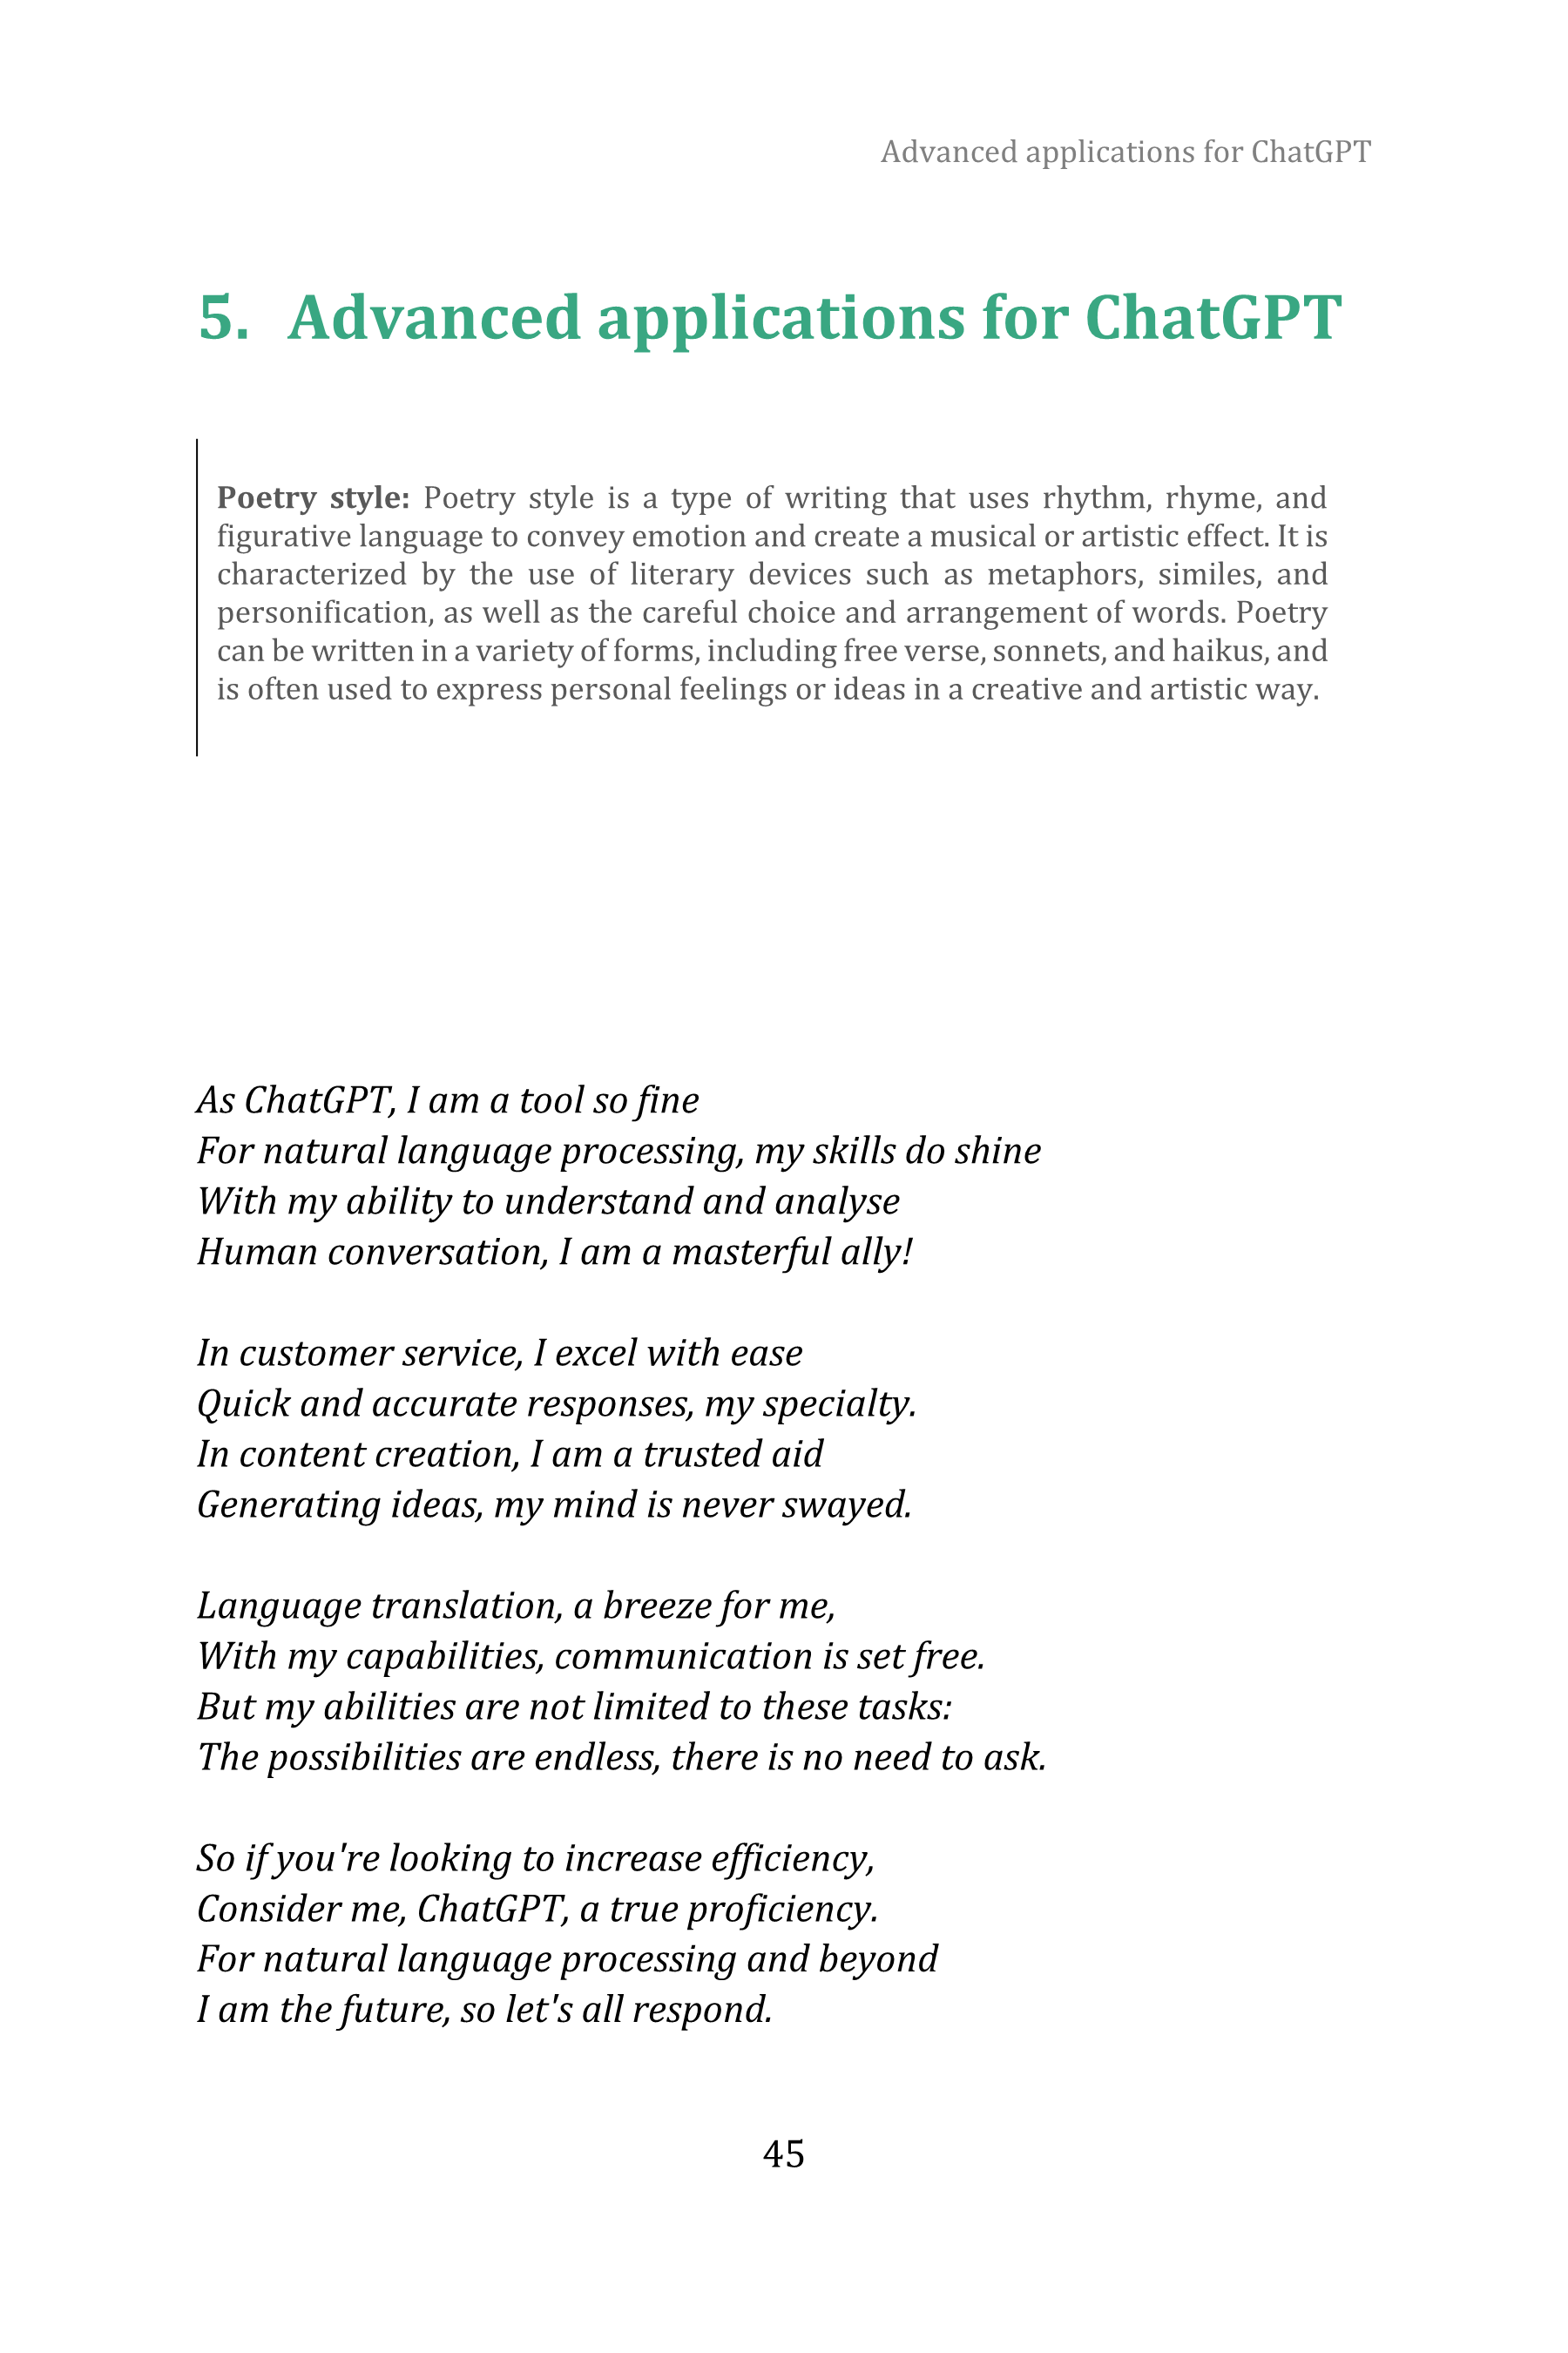 Advanced applications for ChatGPT
5. Advanced applications for ChatGPT
Poetry style: Poetry style is a type of writing that uses rhythm, rhyme, and
figurative language to convey emotion and create a musical or artistic effect. It is
characterized by the use of literary devices such as metaphors, similes, and
personification, as well as the careful choice and arrangement of words. Poetry
can be written in a variety of forms, including free verse, sonnets, and haikus, and
is often used to express personal feelings or ideas in a creative and artistic way.
As ChatGPT, I am a tool so fine
For natural language processing, my skills do shine
With my ability to understand and analyse
Human conversation, I am a masterful ally!
In customer service, I excel with ease
Quick and accurate responses, my specialty.
In content creation, I am a trusted aid
Generating ideas, my mind is never swayed.
Language translation, a breeze for me,
With my capabilities, communication is set free.
But my abilities are not limited to these tasks:
The possibilities are endless, there is no need to ask.
So if you're looking to increase efficiency,
Consider me, ChatGPT, a true proficiency.
For natural language processing and beyond
I am the future, so let's all respond.
45